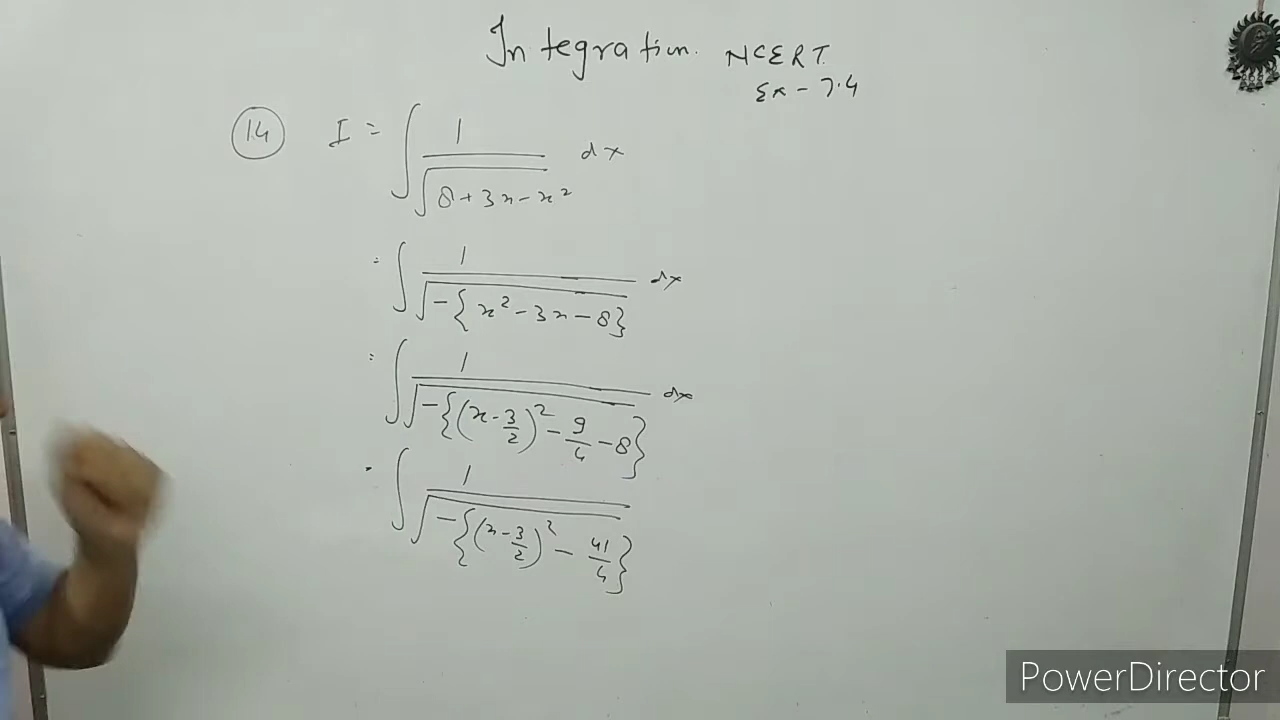 Integration. NCERT
Ex - 7.4
14 I = ∫ 1/√(8+3x-x²) dx
= ∫ 1/√(-{x²-3x-8}) dx
= ∫ 1/√(-{(x-3/2)²-9/4-8}) dx
= ∫ 1/√(-{(x-3/2)²-41/4})
PowerDirector